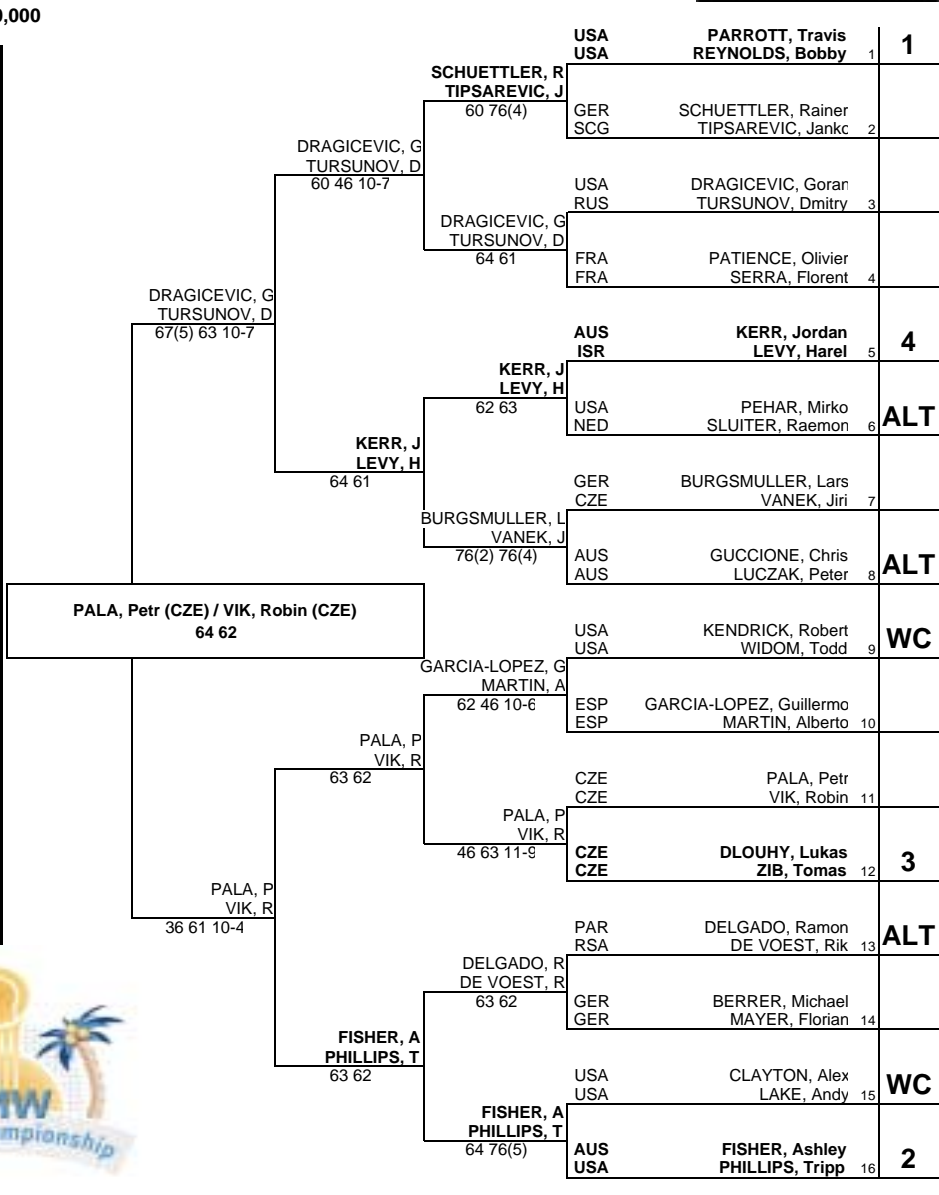 0,000
USA PARROTT, Travis
USA REYNOLDS, Bobby 1
1
GER SCHUETTLER, Rainer
SCG TIPSAREVIC, Janko 2
USA DRAGICEVIC, Goran
RUS TURSUNOV, Dmitry 3
FRA PATIENCE, Olivier
FRA SERRA, Florent 4
AUS KERR, Jordan
ISR LEVY, Harel 5
4
USA PEHAR, Mirko
NED SLUITER, Raemon 6
ALT
GER BURGSMULLER, Lars
CZE VANEK, Jiri 7
AUS GUCCIONE, Chris
AUS LUCZAK, Peter 8
ALT
USA KENDRICK, Robert
USA WIDOM, Todd 9
WC
ESP GARCIA-LOPEZ, Guillermo
ESP MARTIN, Alberto 10
CZE PALA, Petr
CZE VIK, Robin 11
CZE DLOUHY, Lukas
CZE ZIB, Tomas 12
3
PAR DELGADO, Ramon
RSA DE VOEST, Rik 13
ALT
GER BERRER, Michael
GER MAYER, Florian 14
USA CLAYTON, Alex
USA LAKE, Andy 15
WC
AUS FISHER, Ashley
USA PHILLIPS, Tripp 16
2
SCHUETTLER, R
TIPSAREVIC, J
60 76(4)
DRAGICEVIC, G
TURSUNOV, D
64 61
KERR, J
LEVY, H
62 63
BURGSMULLER, L
VANEK, J
76(2) 76(4)
GARCIA-LOPEZ, G
MARTIN, A
62 46 10-6
PALA, P
VIK, R
46 63 11-9
DELGADO, R
DE VOEST, R
63 62
FISHER, A
PHILLIPS, T
64 76(5)
DRAGICEVIC, G
TURSUNOV, D
60 46 10-7
KERR, J
LEVY, H
64 61
PALA, P
VIK, R
63 62
FISHER, A
PHILLIPS, T
63 62
DRAGICEVIC, G
TURSUNOV, D
67(5) 63 10-7
PALA, P
VIK, R
36 61 10-4
PALA, Petr (CZE) / VIK, Robin (CZE)
64 62